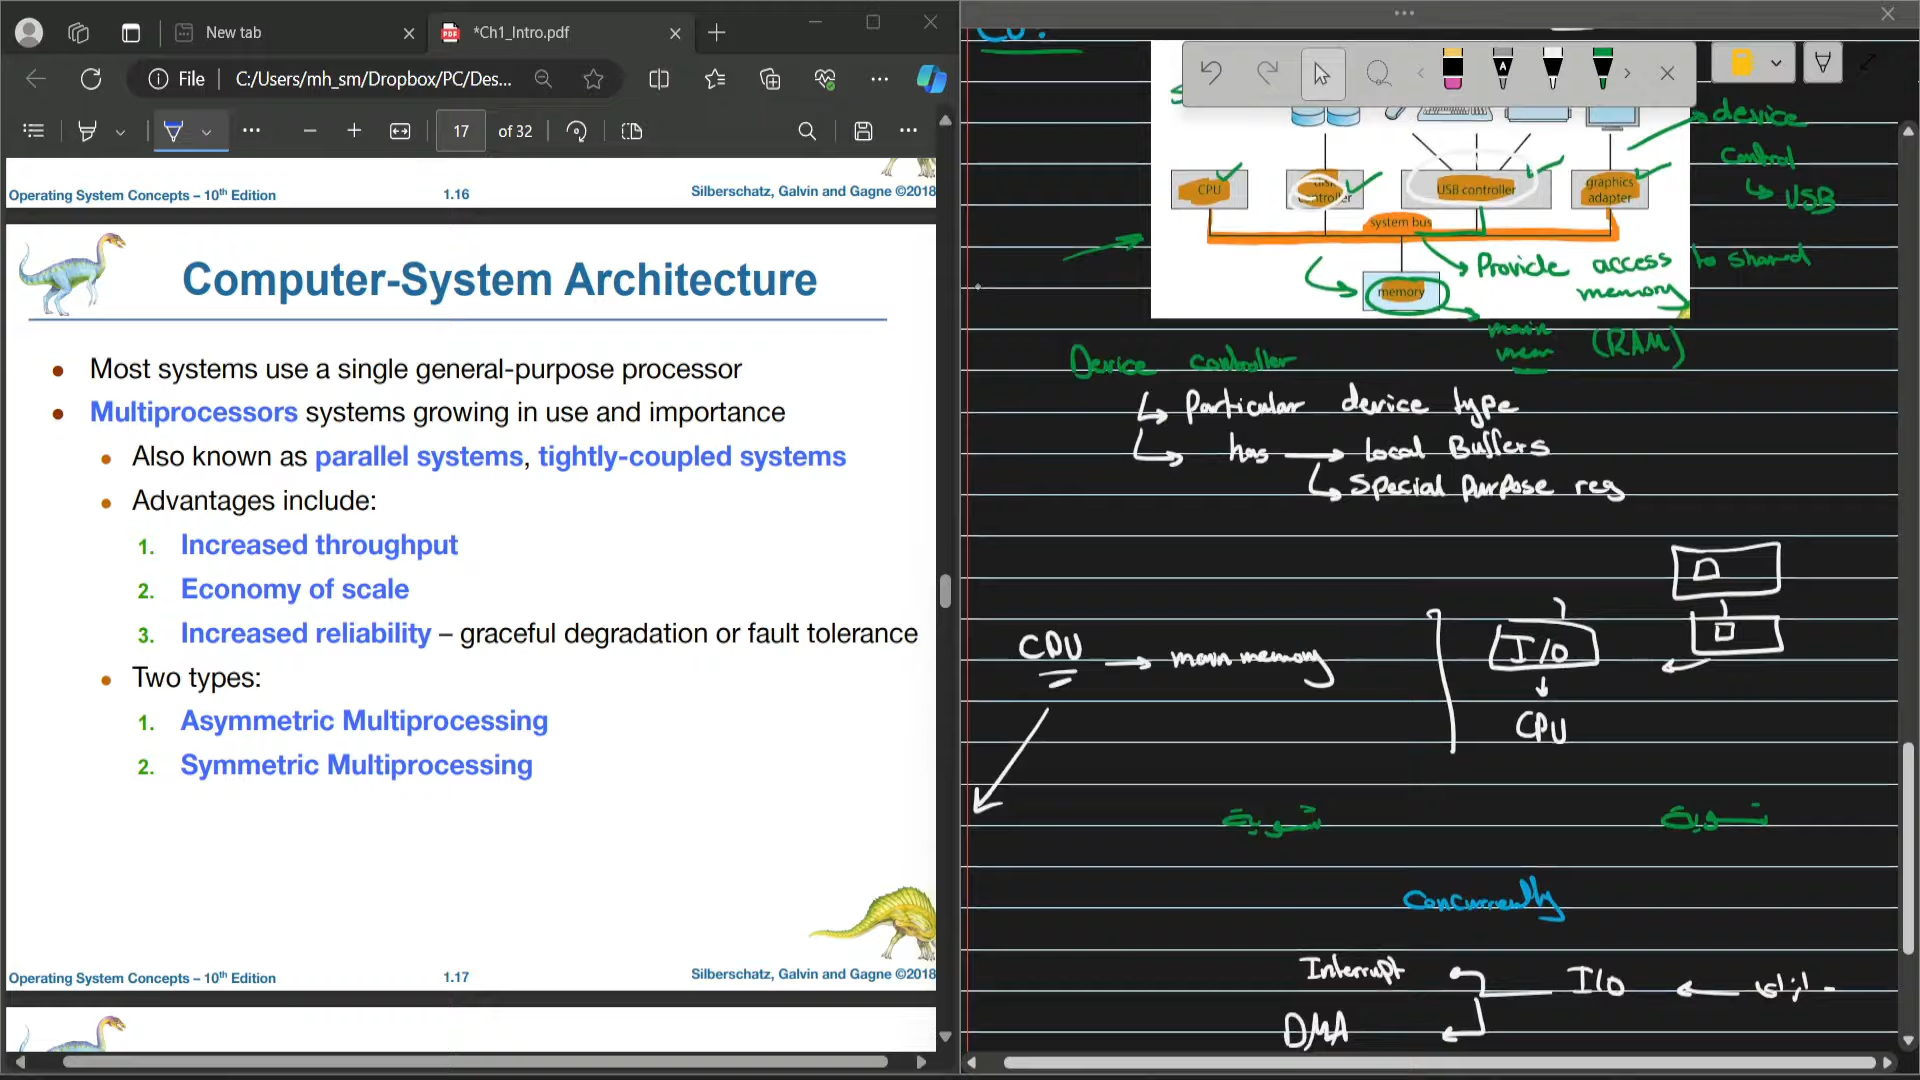 New tab
*Ch1_Intro.pdf
File
C:/Users/mh_sm/Dropbox/PC/Des...
17 of 32
Operating System Concepts – 10th Edition
1.16
Silberschatz, Galvin and Gagne ©2018
Computer-System Architecture
Most systems use a single general-purpose processor
Multiprocessors systems growing in use and importance
Also known as parallel systems, tightly-coupled systems
Advantages include:
1. Increased throughput
2. Economy of scale
3. Increased reliability – graceful degradation or fault tolerance
Two types:
1. Asymmetric Multiprocessing
2. Symmetric Multiprocessing
Operating System Concepts – 10th Edition
1.17
Silberschatz, Galvin and Gagne ©2018
device
control
USB
CPU
USB controller
graphics
adapter
system bus
memory
Provide access to shared
memory
main
mem (RAM)
Device controller
Particular device type
has local Buffers
Special Purpose reg
CPU
main memory
I/O
CPU
Concurrently
Interrupt
I/O
DMA